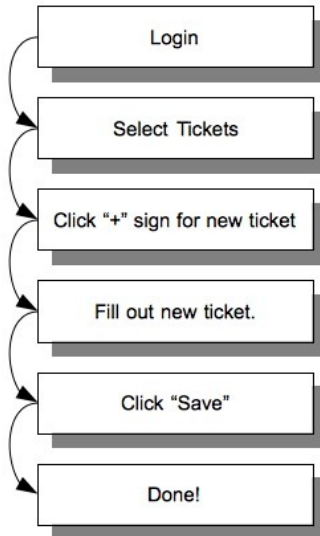 Login
Select Tickets
Click “+” sign for new ticket
Fill out new ticket.
Click “Save”
Done!